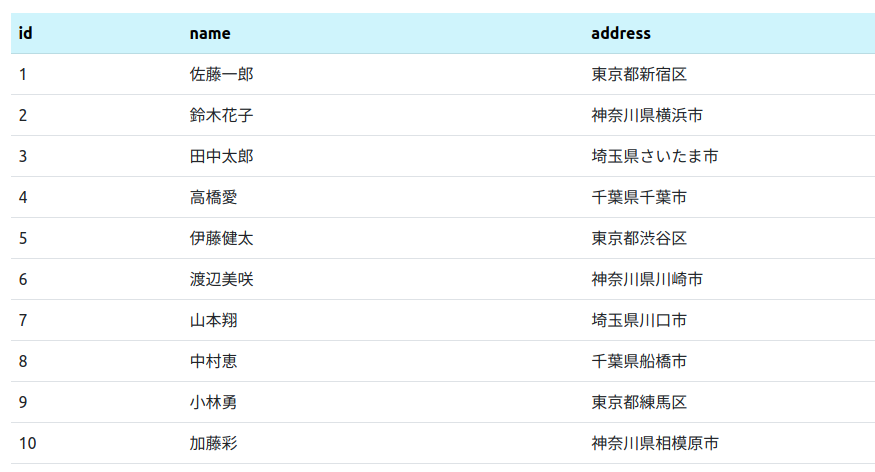 id name address
1 佐藤一郎 東京都新宿区
2 鈴木花子 神奈川県横浜市
3 田中太郎 埼玉県さいたま市
4 高橋愛 千葉県千葉市
5 伊藤健太 東京都渋谷区
6 渡辺美咲 神奈川県川崎市
7 山本翔 埼玉県川口市
8 中村恵 千葉県船橋市
9 小林勇 東京都練馬区
10 加藤彩 神奈川県相模原市